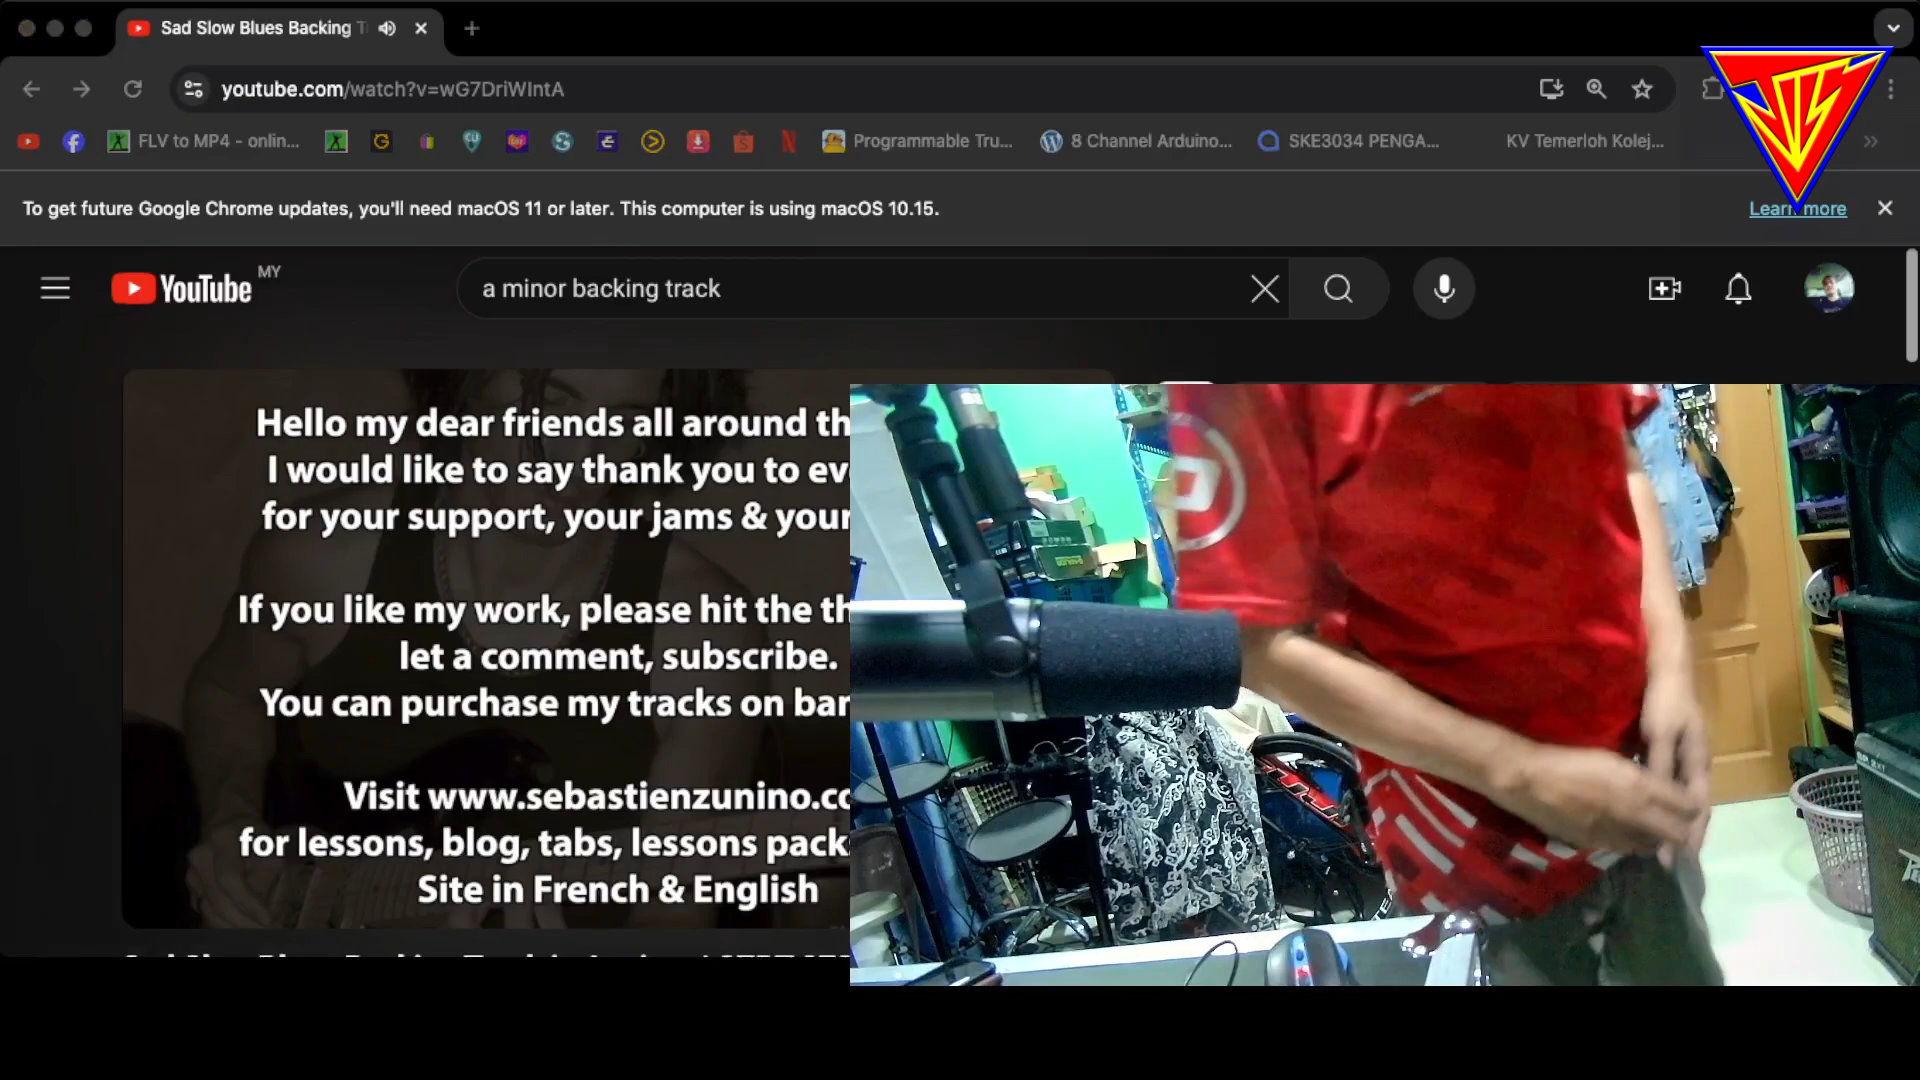 Sad Slow Blues Backing T
youtube.com/watch?v=wG7DriWIntA
FLV to MP4 - onlin...
Programmable Tru...
8 Channel Arduino...
SKE3034 PENGA...
KV Temerloh Kolej...
To get future Google Chrome updates, you'll need macOS 11 or later. This computer is using macOS 10.15.
Learn more
YouTube MY
a minor backing track
Hello my dear friends all around th
I would like to say thank you to ev
for your support, your jams & your
If you like my work, please hit the th
let a comment, subscribe.
You can purchase my tracks on ban
Visit www.sebastienzunino.co
for lessons, blog, tabs, lessons pack
Site in French & English